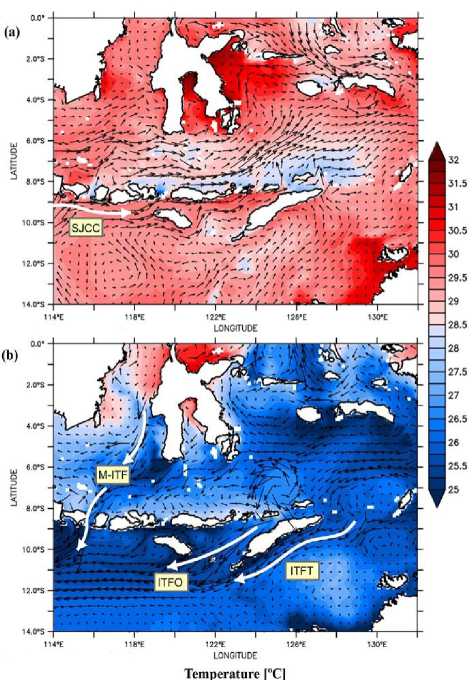 (a)
0.0°
2.0°S
4.0°S
6.0°S
8.0°S
10.0°S
12.0°S
14.0°S
LATITUDE
SJCC
114°E
118°E
122°E
126°E
130°E
LONGITUDE
32
31.5
31
30.5
30
29.5
29
28.5
28
27.5
27
26.5
26
25.5
25
(b)
0.0°
2.0°S
4.0°S
6.0°S
8.0°S
10.0°S
12.0°S
14.0°S
LATITUDE
M-ITF
ITFO
ITFT
114°E
118°E
122°E
126°E
130°E
LONGITUDE
Temperature [°C]